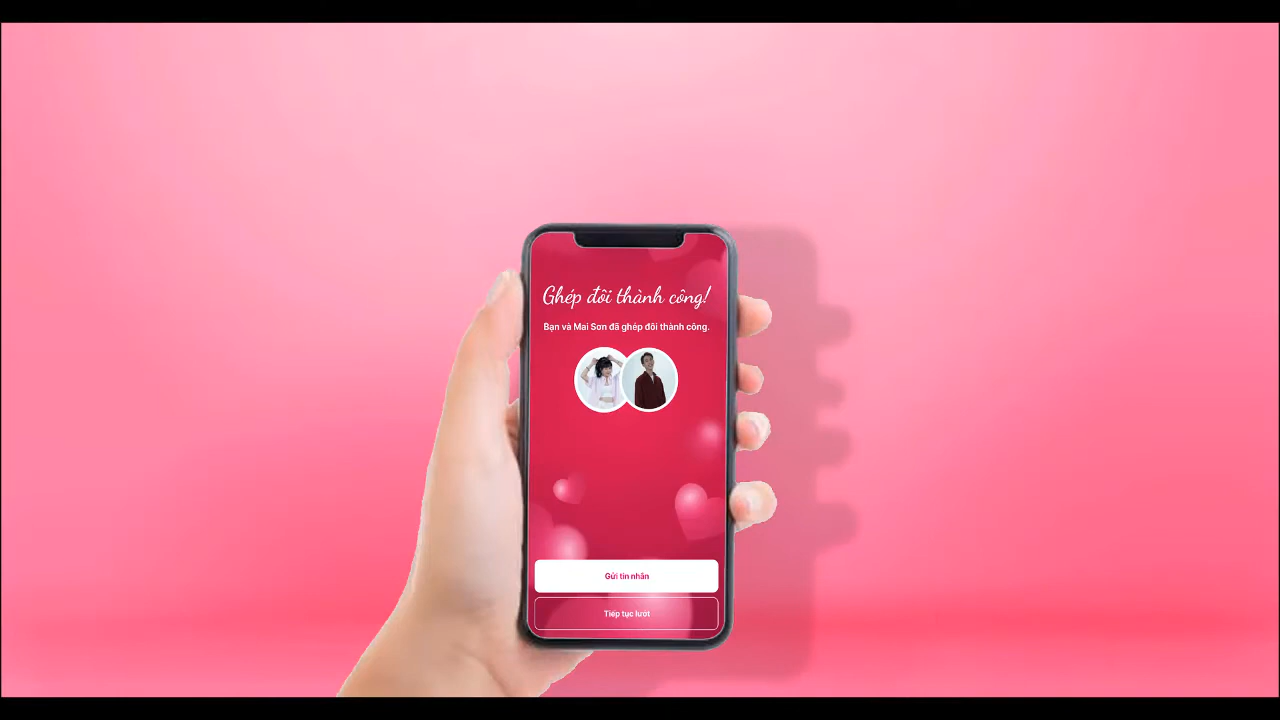 Ghép đôi thành công!
Bạn và Mai Sơn đã ghép đôi thành công.
Gửi tin nhắn
Tiếp tục lướt